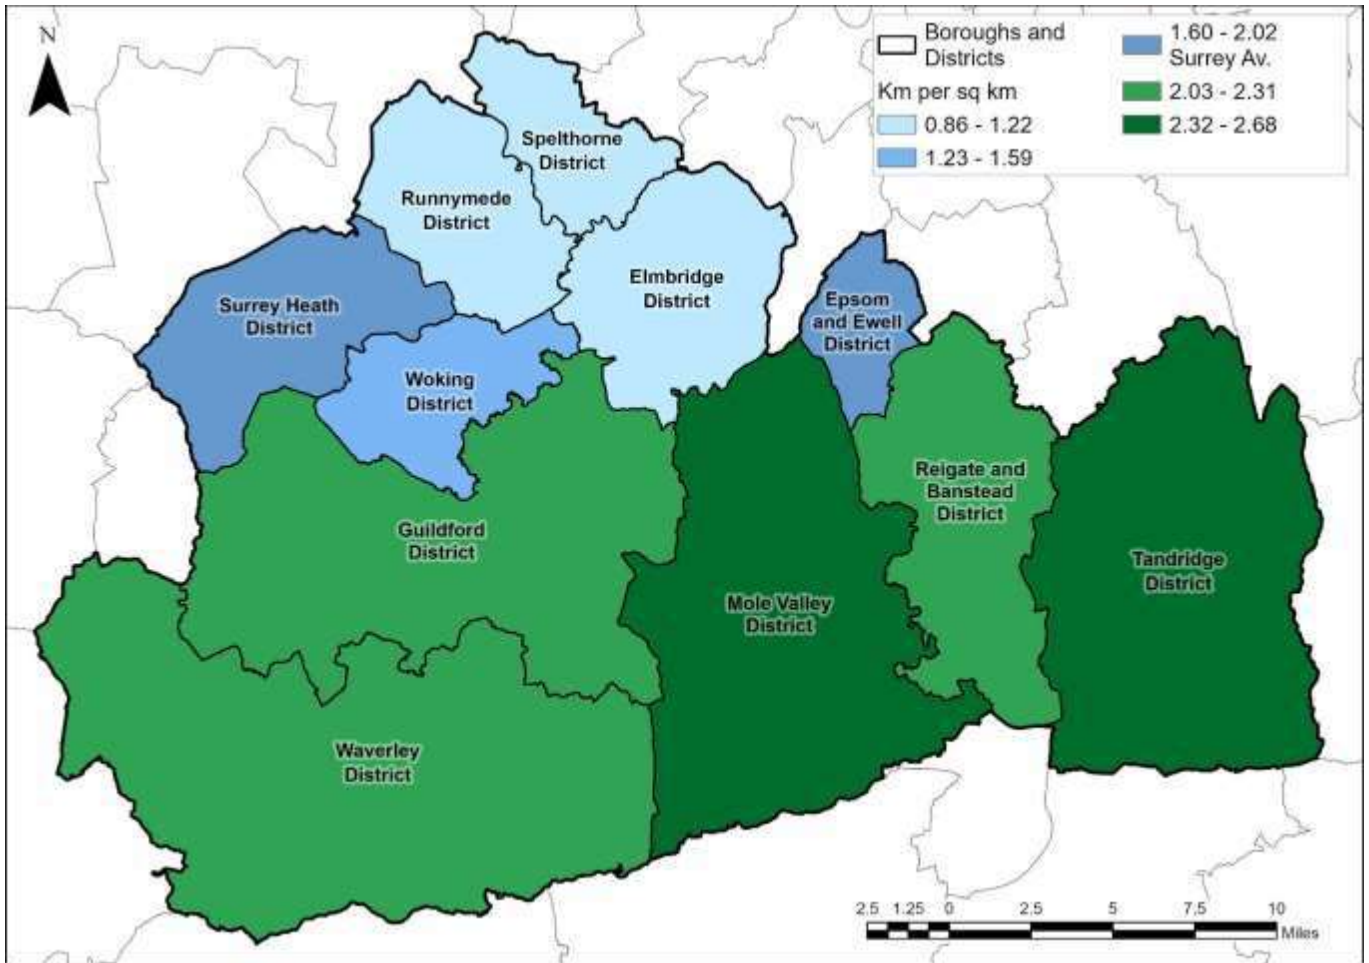 N
Boroughs and
Districts
Km per sq km
0.86 - 1.22
1.23 - 1.59
1.60 - 2.02
Surrey Av.
2.03 - 2.31
2.32 - 2.68
Spelthorne
District
Runnymede
District
Elmbridge
District
Surrey Heath
District
Epsom
and Ewell
District
Woking
District
Reigate and
Banstead
District
Guildford
District
Tandridge
District
Mole Valley
District
Waverley
District
2.5 1.25 0 2.5 5 7.5 10
Miles